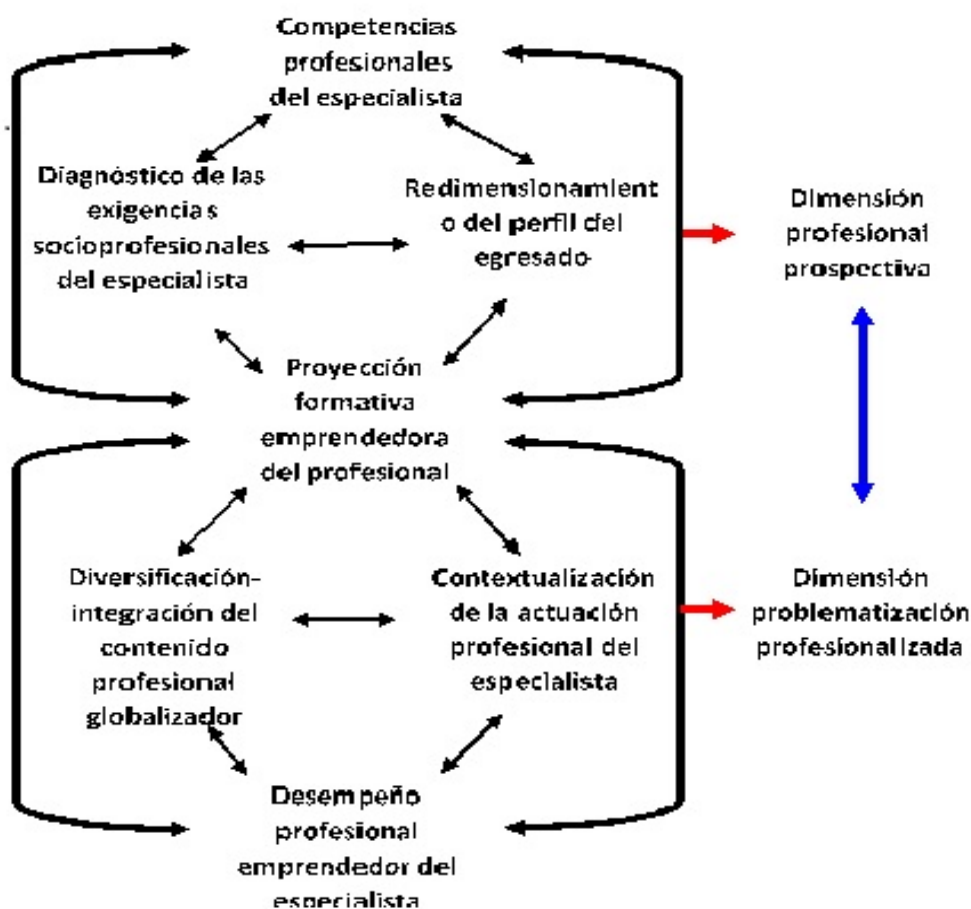 Competencias
profesionales
del especialista
Diagnóstico de las
exigencias
socioprofesionales
del especialista
Redimensionamient
o del perfil del
egresado
Dimensión
profesional
prospectiva
Proyección
formativa
emprendedora
del profesional
Diversificación-
integración del
contenido
profesional
globalizador
Contextualización
de la actuación
profesional del
especialista
Dimensión
problematización
profesionalizada
Desempeño
profesional
emprendedor del
especialista